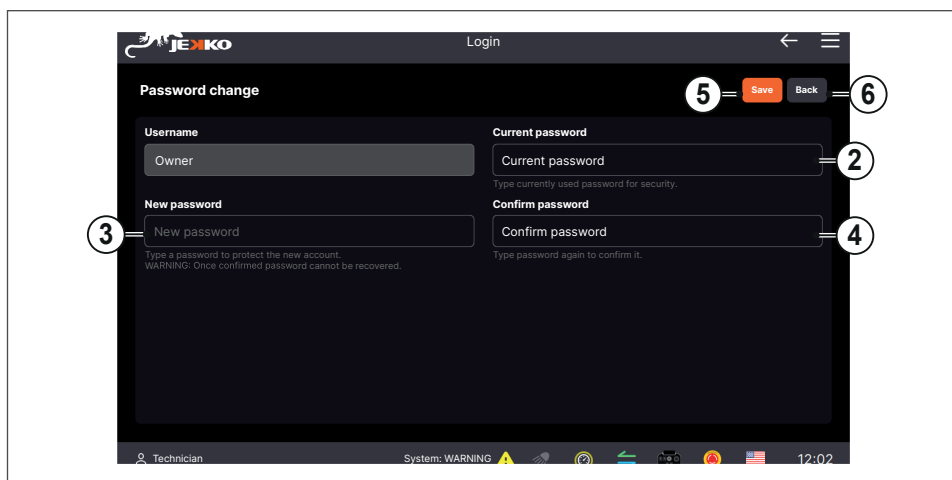 JEKKO
Login
Password change
5
Save
Back
6
Username
Current password
Owner
Current password
2
Type currently used password for security.
New password
Confirm password
3
New password
Confirm password
4
Type a password to protect the new account.
WARNING: Once confirmed password cannot be recovered.
Type password again to confirm it.
Technician
System: WARNING
12:02